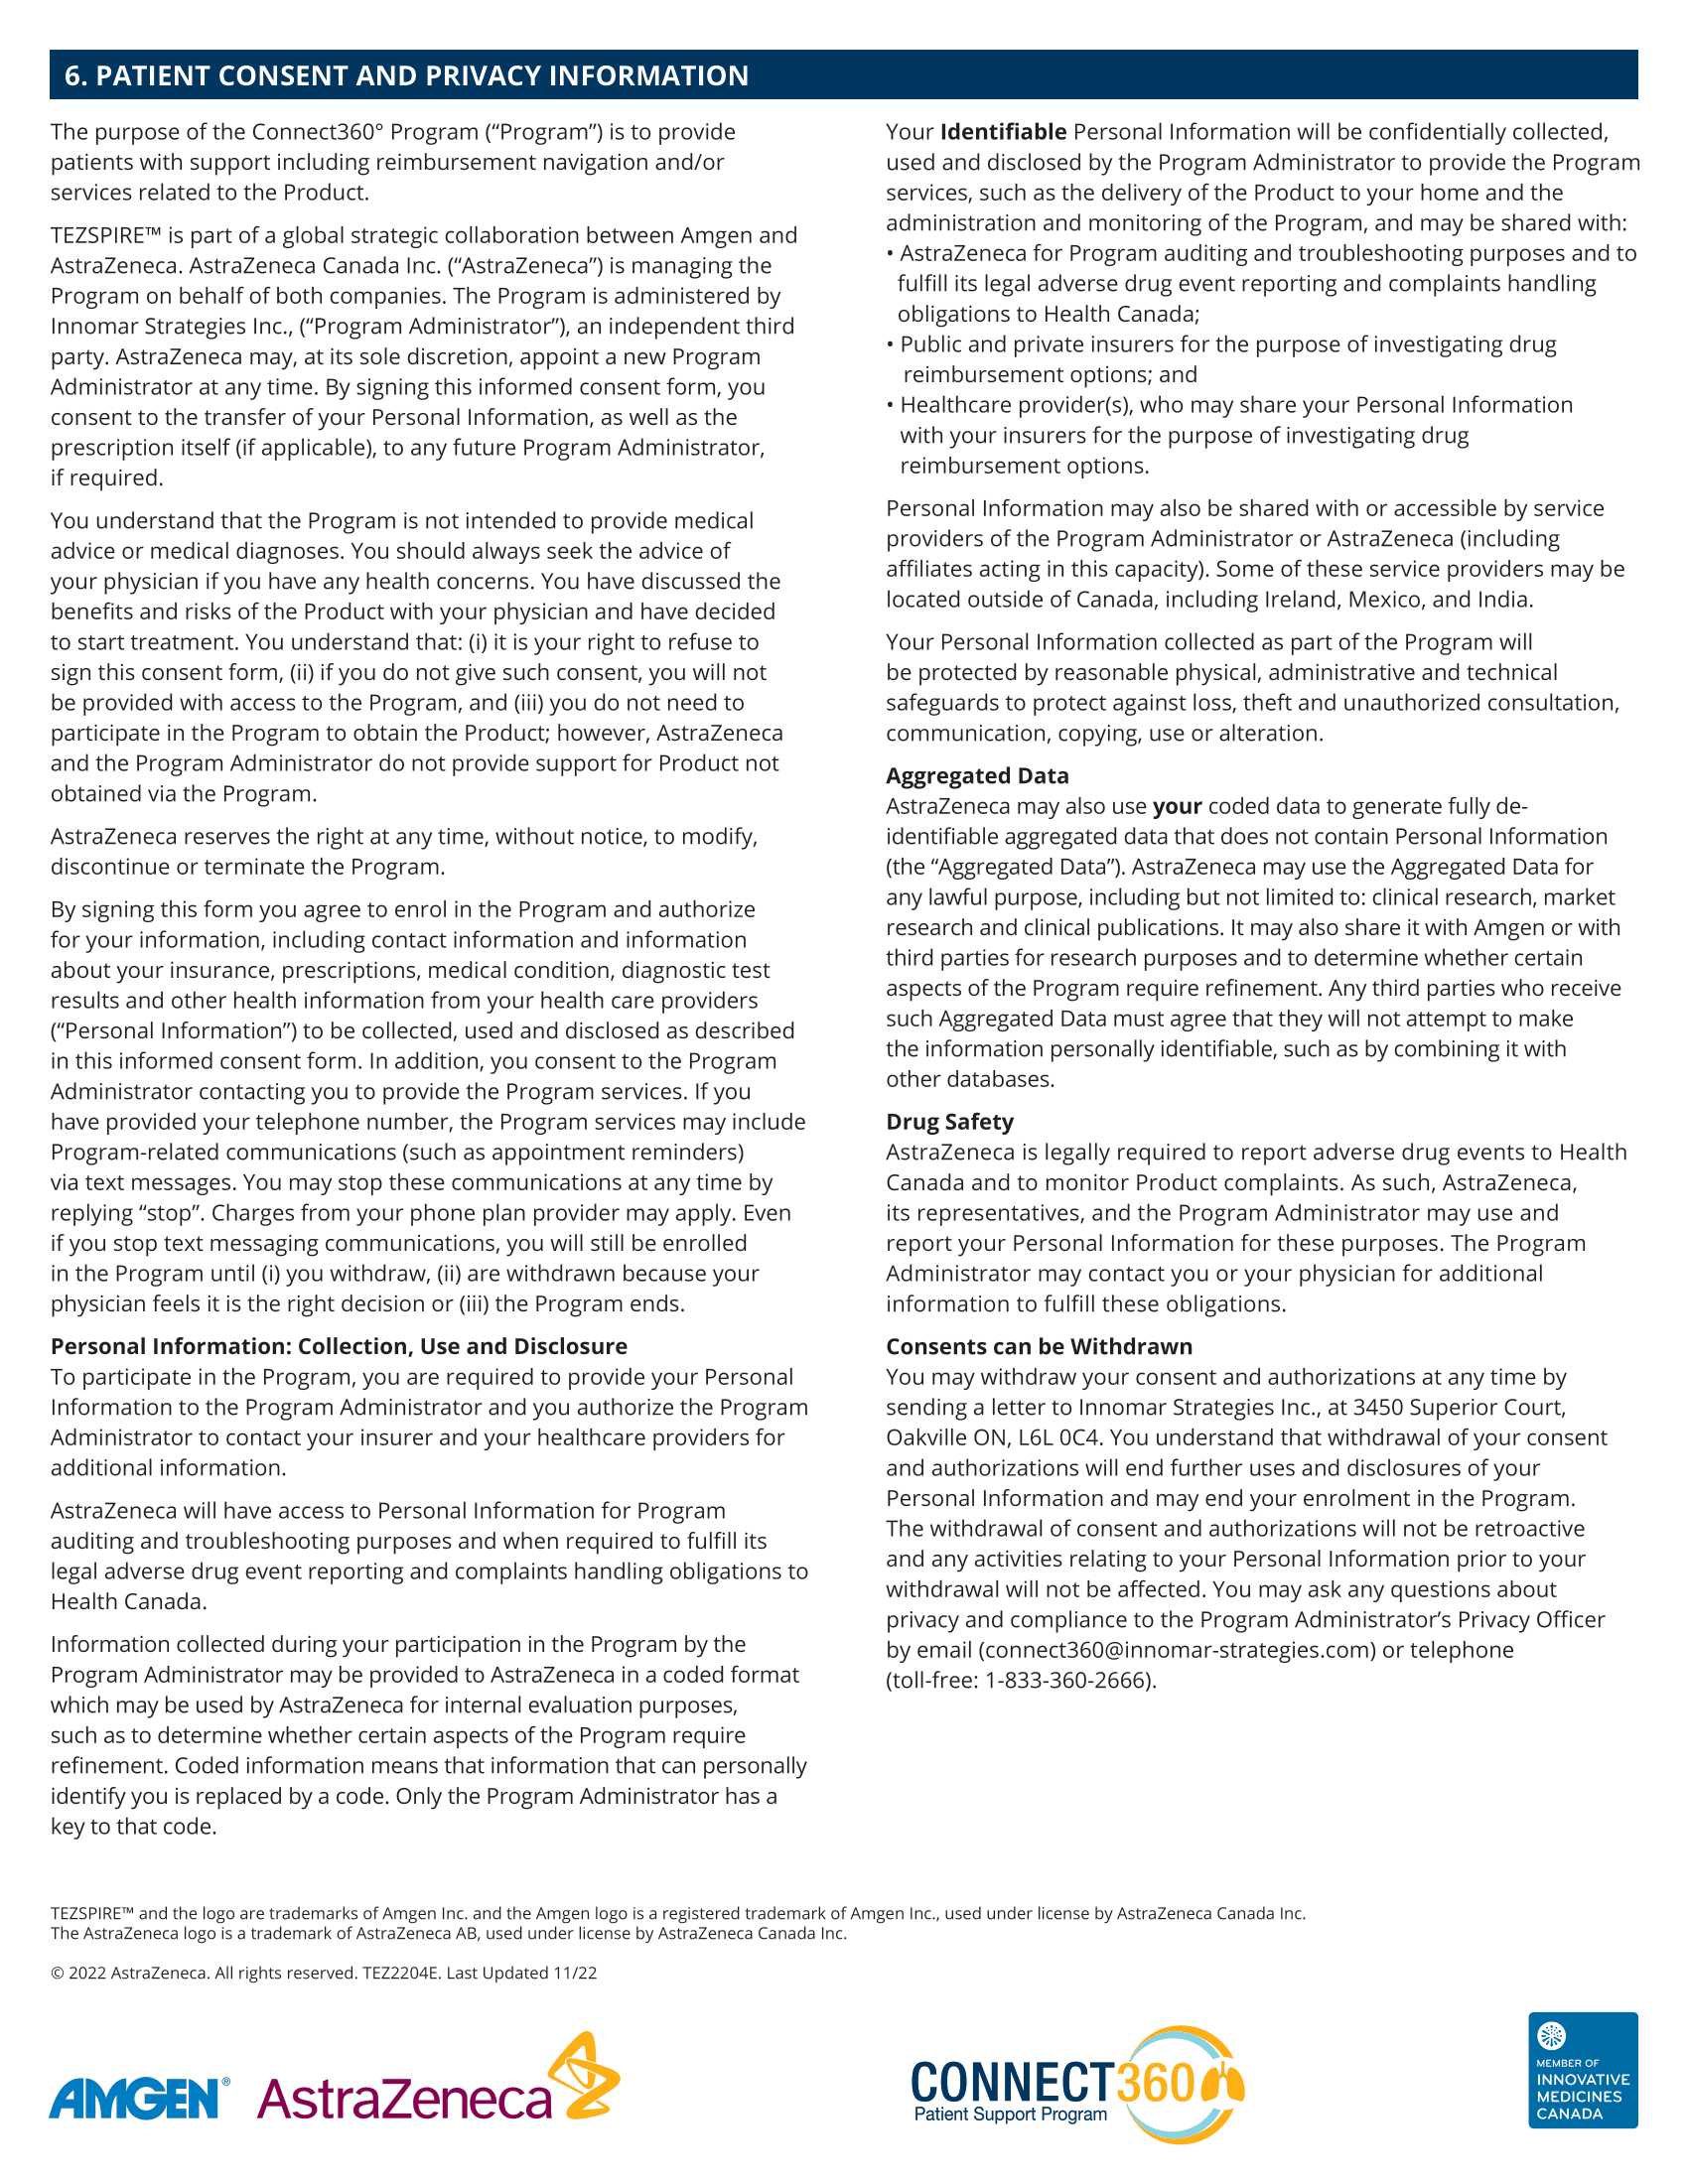 6. PATIENT CONSENT AND PRIVACY INFORMATION
The purpose of the Connect360° Program (“Program”) is to provide
patients with support including reimbursement navigation and/or
services related to the Product.
TEZSPIRE™ is part of a global strategic collaboration between Amgen and
AstraZeneca. AstraZeneca Canada Inc. (“AstraZeneca”) is managing the
Program on behalf of both companies. The Program is administered by
Innomar Strategies Inc., (“Program Administrator”), an independent third
party. AstraZeneca may, at its sole discretion, appoint a new Program
Administrator at any time. By signing this informed consent form, you
consent to the transfer of your Personal Information, as well as the
prescription itself (if applicable), to any future Program Administrator,
if required.
You understand that the Program is not intended to provide medical
advice or medical diagnoses. You should always seek the advice of
your physician if you have any health concerns. You have discussed the
benefits and risks of the Product with your physician and have decided
to start treatment. You understand that: (i) it is your right to refuse to
sign this consent form, (ii) if you do not give such consent, you will not
be provided with access to the Program, and (iii) you do not need to
participate in the Program to obtain the Product; however, AstraZeneca
and the Program Administrator do not provide support for Product not
obtained via the Program.
AstraZeneca reserves the right at any time, without notice, to modify,
discontinue or terminate the Program.
By signing this form you agree to enrol in the Program and authorize
for your information, including contact information and information
about your insurance, prescriptions, medical condition, diagnostic test
results and other health information from your health care providers
(“Personal Information”) to be collected, used and disclosed as described
in this informed consent form. In addition, you consent to the Program
Administrator contacting you to provide the Program services. If you
have provided your telephone number, the Program services may include
Program-related communications (such as appointment reminders)
via text messages. You may stop these communications at any time by
replying “stop”. Charges from your phone plan provider may apply. Even
if you stop text messaging communications, you will still be enrolled
in the Program until (i) you withdraw, (ii) are withdrawn because your
physician feels it is the right decision or (iii) the Program ends.
Personal Information: Collection, Use and Disclosure
To participate in the Program, you are required to provide your Personal
Information to the Program Administrator and you authorize the Program
Administrator to contact your insurer and your healthcare providers for
additional information.
AstraZeneca will have access to Personal Information for Program
auditing and troubleshooting purposes and when required to fulfill its
legal adverse drug event reporting and complaints handling obligations to
Health Canada.
Information collected during your participation in the Program by the
Program Administrator may be provided to AstraZeneca in a coded format
which may be used by AstraZeneca for internal evaluation purposes,
such as to determine whether certain aspects of the Program require
refinement. Coded information means that information that can personally
identify you is replaced by a code. Only the Program Administrator has a
key to that code.
Your Identifiable Personal Information will be confidentially collected,
used and disclosed by the Program Administrator to provide the Program
services, such as the delivery of the Product to your home and the
administration and monitoring of the Program, and may be shared with:
• AstraZeneca for Program auditing and troubleshooting purposes and to
fulfill its legal adverse drug event reporting and complaints handling
obligations to Health Canada;
• Public and private insurers for the purpose of investigating drug
reimbursement options; and
• Healthcare provider(s), who may share your Personal Information
with your insurers for the purpose of investigating drug
reimbursement options.
Personal Information may also be shared with or accessible by service
providers of the Program Administrator or AstraZeneca (including
affiliates acting in this capacity). Some of these service providers may be
located outside of Canada, including Ireland, Mexico, and India.
Your Personal Information collected as part of the Program will
be protected by reasonable physical, administrative and technical
safeguards to protect against loss, theft and unauthorized consultation,
communication, copying, use or alteration.
Aggregated Data
AstraZeneca may also use your coded data to generate fully de-
identifiable aggregated data that does not contain Personal Information
(the “Aggregated Data”). AstraZeneca may use the Aggregated Data for
any lawful purpose, including but not limited to: clinical research, market
research and clinical publications. It may also share it with Amgen or with
third parties for research purposes and to determine whether certain
aspects of the Program require refinement. Any third parties who receive
such Aggregated Data must agree that they will not attempt to make
the information personally identifiable, such as by combining it with
other databases.
Drug Safety
AstraZeneca is legally required to report adverse drug events to Health
Canada and to monitor Product complaints. As such, AstraZeneca,
its representatives, and the Program Administrator may use and
report your Personal Information for these purposes. The Program
Administrator may contact you or your physician for additional
information to fulfill these obligations.
Consents can be Withdrawn
You may withdraw your consent and authorizations at any time by
sending a letter to Innomar Strategies Inc., at 3450 Superior Court,
Oakville ON, L6L 0C4. You understand that withdrawal of your consent
and authorizations will end further uses and disclosures of your
Personal Information and may end your enrolment in the Program.
The withdrawal of consent and authorizations will not be retroactive
and any activities relating to your Personal Information prior to your
withdrawal will not be affected. You may ask any questions about
privacy and compliance to the Program Administrator’s Privacy Officer
by email (connect360@innomar-strategies.com) or telephone
(toll-free: 1-833-360-2666).
TEZSPIRE™ and the logo are trademarks of Amgen Inc. and the Amgen logo is a registered trademark of Amgen Inc., used under license by AstraZeneca Canada Inc.
The AstraZeneca logo is a trademark of AstraZeneca AB, used under license by AstraZeneca Canada Inc.
© 2022 AstraZeneca. All rights reserved. TEZ2204E. Last Updated 11/22
AMGEN®
AstraZeneca
CONNECT360
Patient Support Program
MEMBER OF
INNOVATIVE
MEDICINES
CANADA